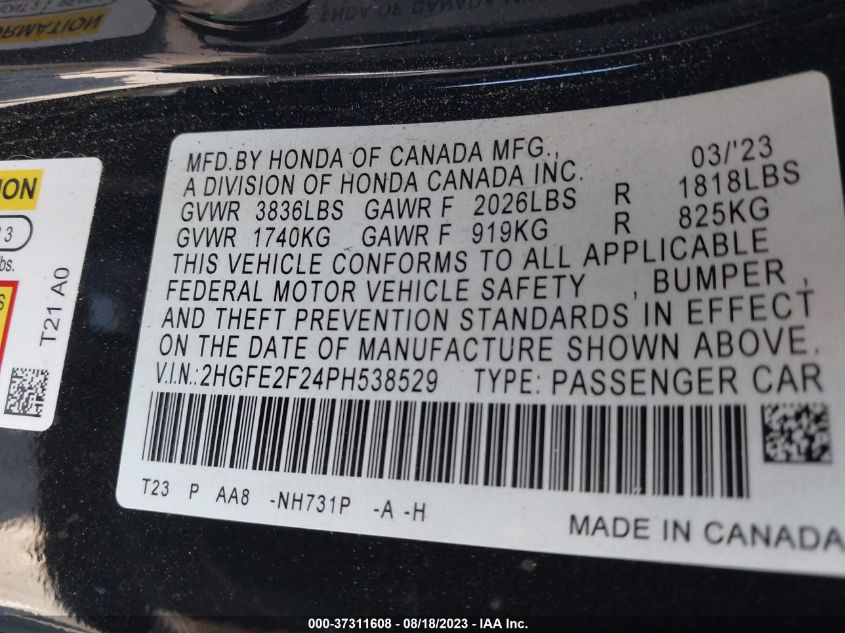 MFD.BY HONDA OF CANADA MFG., 03/'23
A DIVISION OF HONDA CANADA INC.
GVWR 3836LBS GAWR F 2026LBS R 1818LBS
GVWR 1740KG GAWR F 919KG R 825KG
THIS VEHICLE CONFORMS TO ALL APPLICABLE
FEDERAL MOTOR VEHICLE SAFETY , BUMPER ,
AND THEFT PREVENTION STANDARDS IN EFFECT
ON THE DATE OF MANUFACTURE SHOWN ABOVE.
V.I.N.:2HGFE2F24PH538529 TYPE: PASSENGER CAR
T23 P AA8 -NH731P -A -H
MADE IN CANADA
T21 A0
lbs.
000-37311608 - 08/18/2023 - IAA Inc.